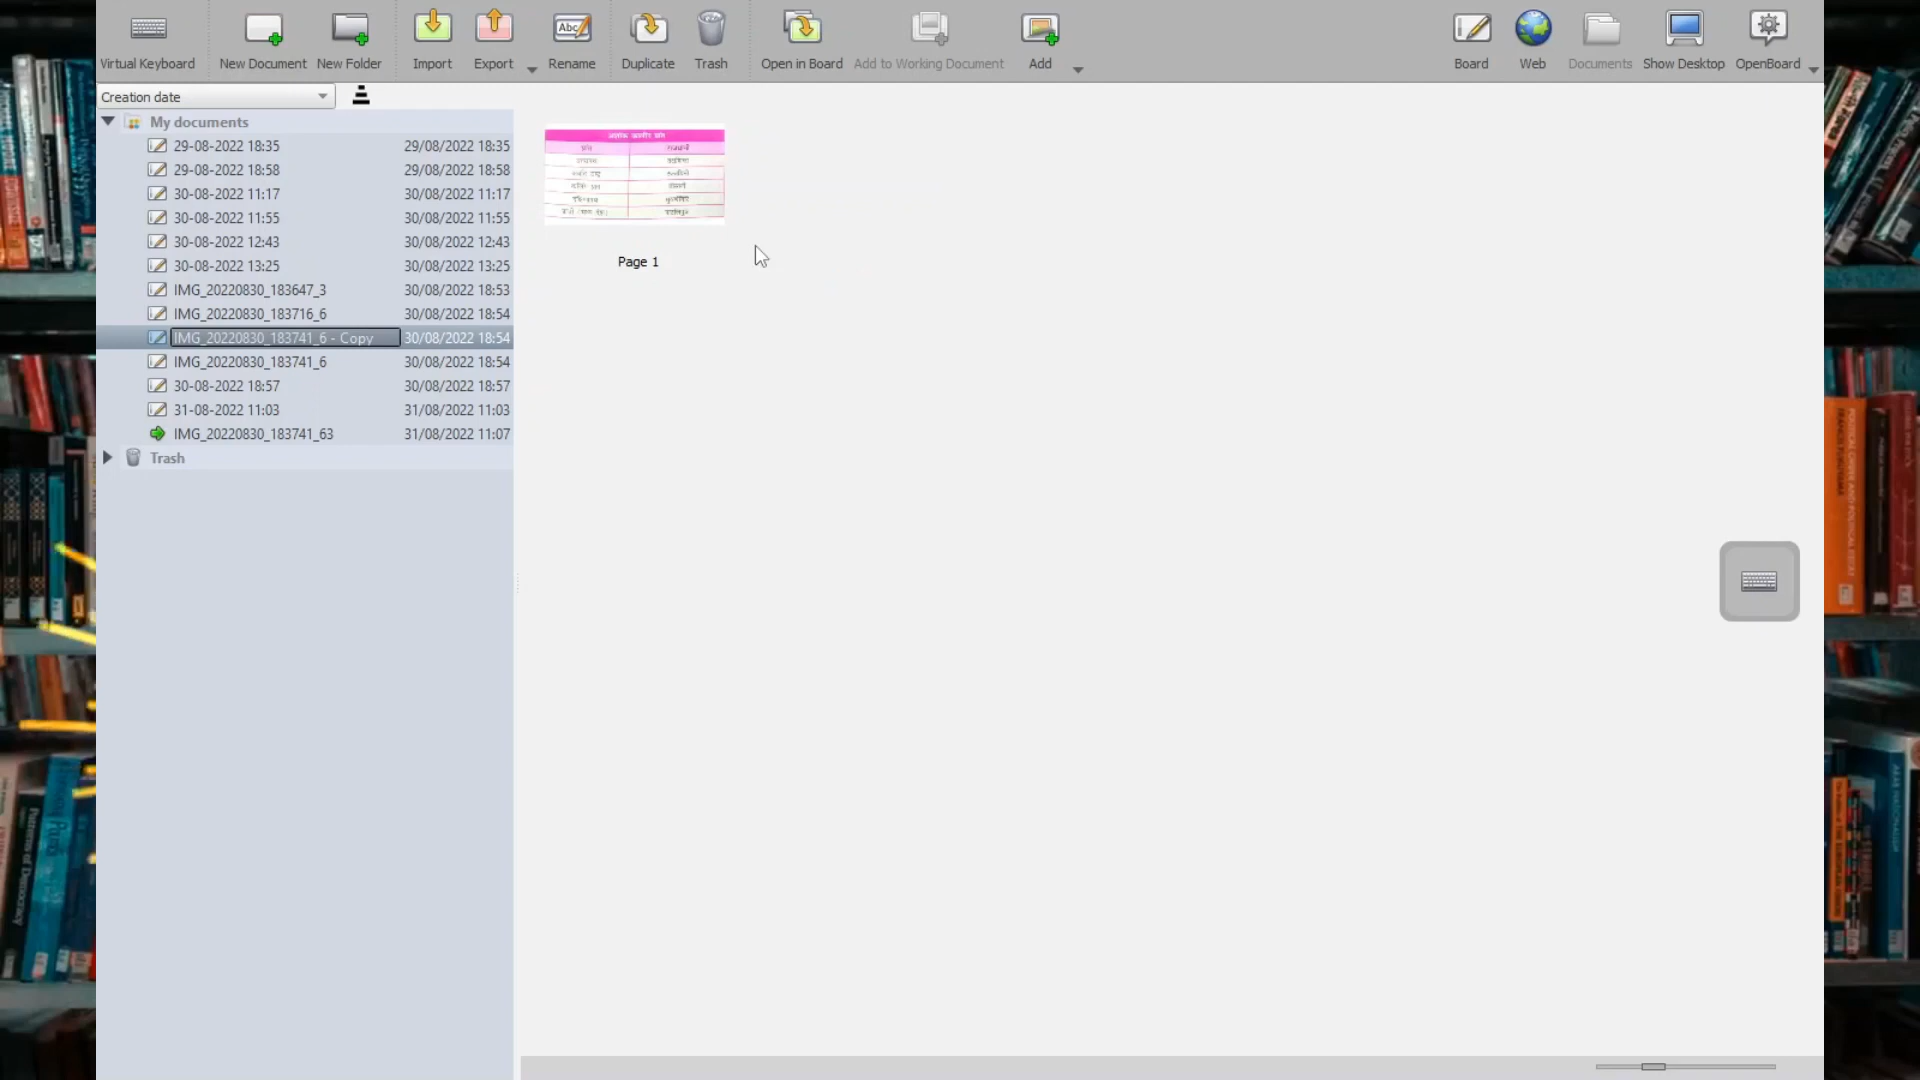 Virtual Keyboard
New Document
New Folder
Import
Export
Rename
Duplicate
Trash
Open in Board
Add to Working Document
Add
Board
Web
Documents
Show Desktop
OpenBoard
Creation date
My documents
29-08-2022 18:35 29/08/2022 18:35
29-08-2022 18:58 29/08/2022 18:58
30-08-2022 11:17 30/08/2022 11:17
30-08-2022 11:55 30/08/2022 11:55
30-08-2022 12:43 30/08/2022 12:43
30-08-2022 13:25 30/08/2022 13:25
IMG_20220830_183647_3 30/08/2022 18:53
IMG_20220830_183716_6 30/08/2022 18:54
IMG_20220830_183741_6 - Copy 30/08/2022 18:54
IMG_20220830_183741_6 30/08/2022 18:54
30-08-2022 18:57 30/08/2022 18:57
31-08-2022 11:03 31/08/2022 11:03
IMG_20220830_183741_63 31/08/2022 11:07
Trash
राजधानी
Page 1
Patterns of Democracy